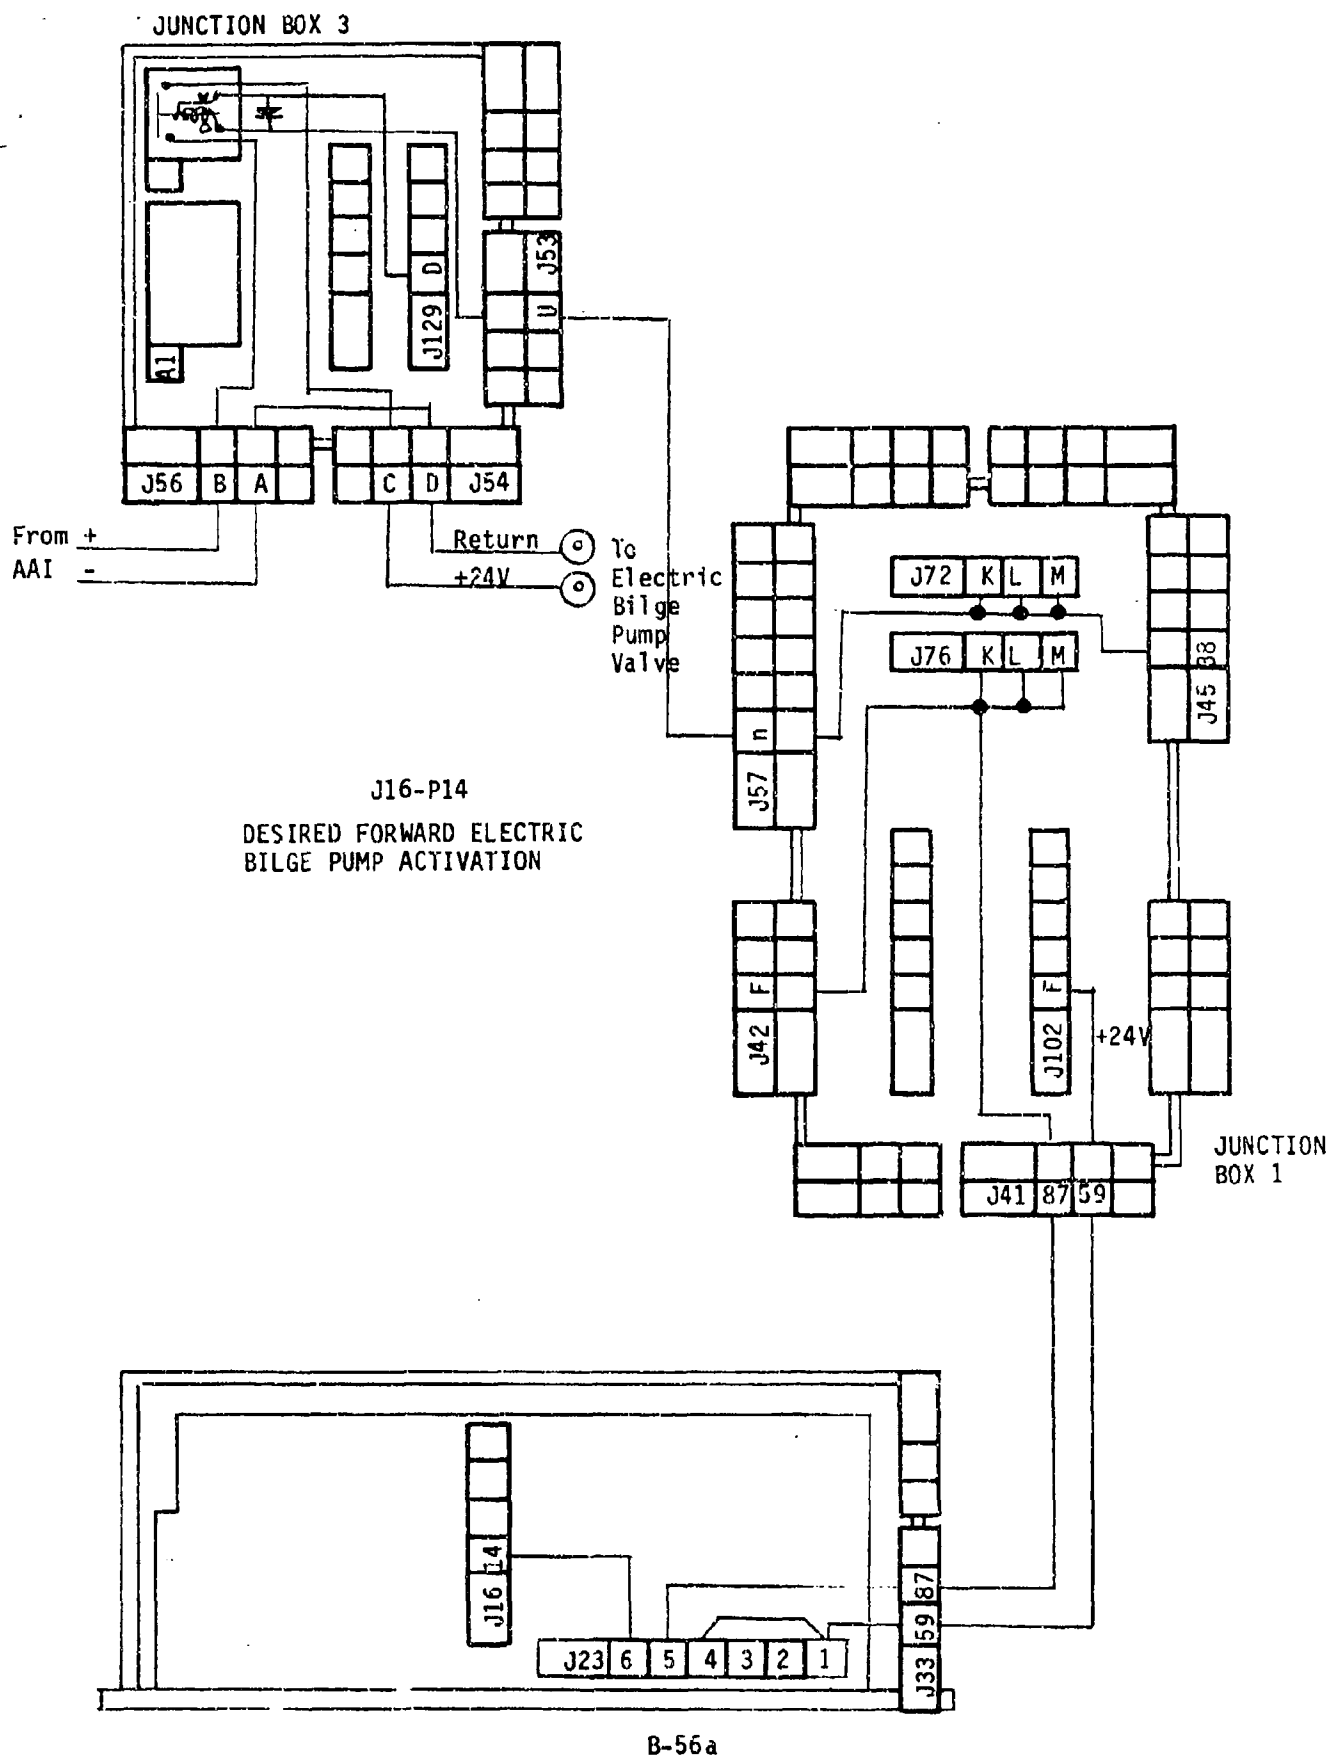 JUNCTION BOX 3
J53
D
U
J129
A1
J56 B A C D J54
From +
AAI -
Return
+24V
To
Electric
Bilge
Pump
Valve
J72 K L M
J76 K L M
38
J45
n
J57
J16-P14
DESIRED FORWARD ELECTRIC
BILGE PUMP ACTIVATION
F
J42
F
J102
+24V
JUNCTION
BOX 1
J41 87 59
14
J16
87
59
J33
J23 6 5 4 3 2 1
B-56a